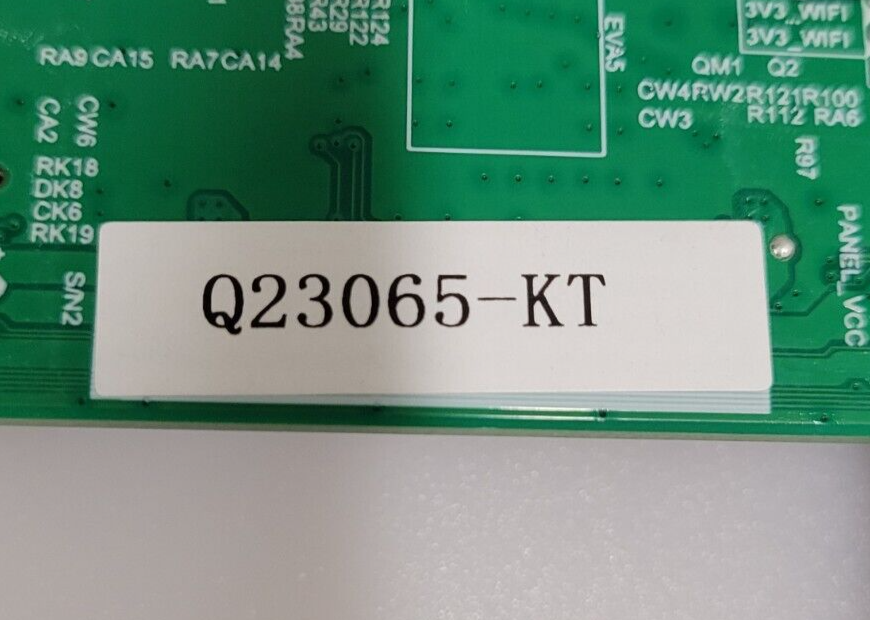 3V3_WIFI
3V3_WIFI
R43
R29
R122
R124
EVA5
RA9 CA15 RA7 CA14
QM1 Q2
CW4 RW2 R121 R100
CW3 R112 RA6
CW6
CA2
R97
RK18
DK8
CK6
RK19
S/N2
PANEL_VCC
Q23065-KT